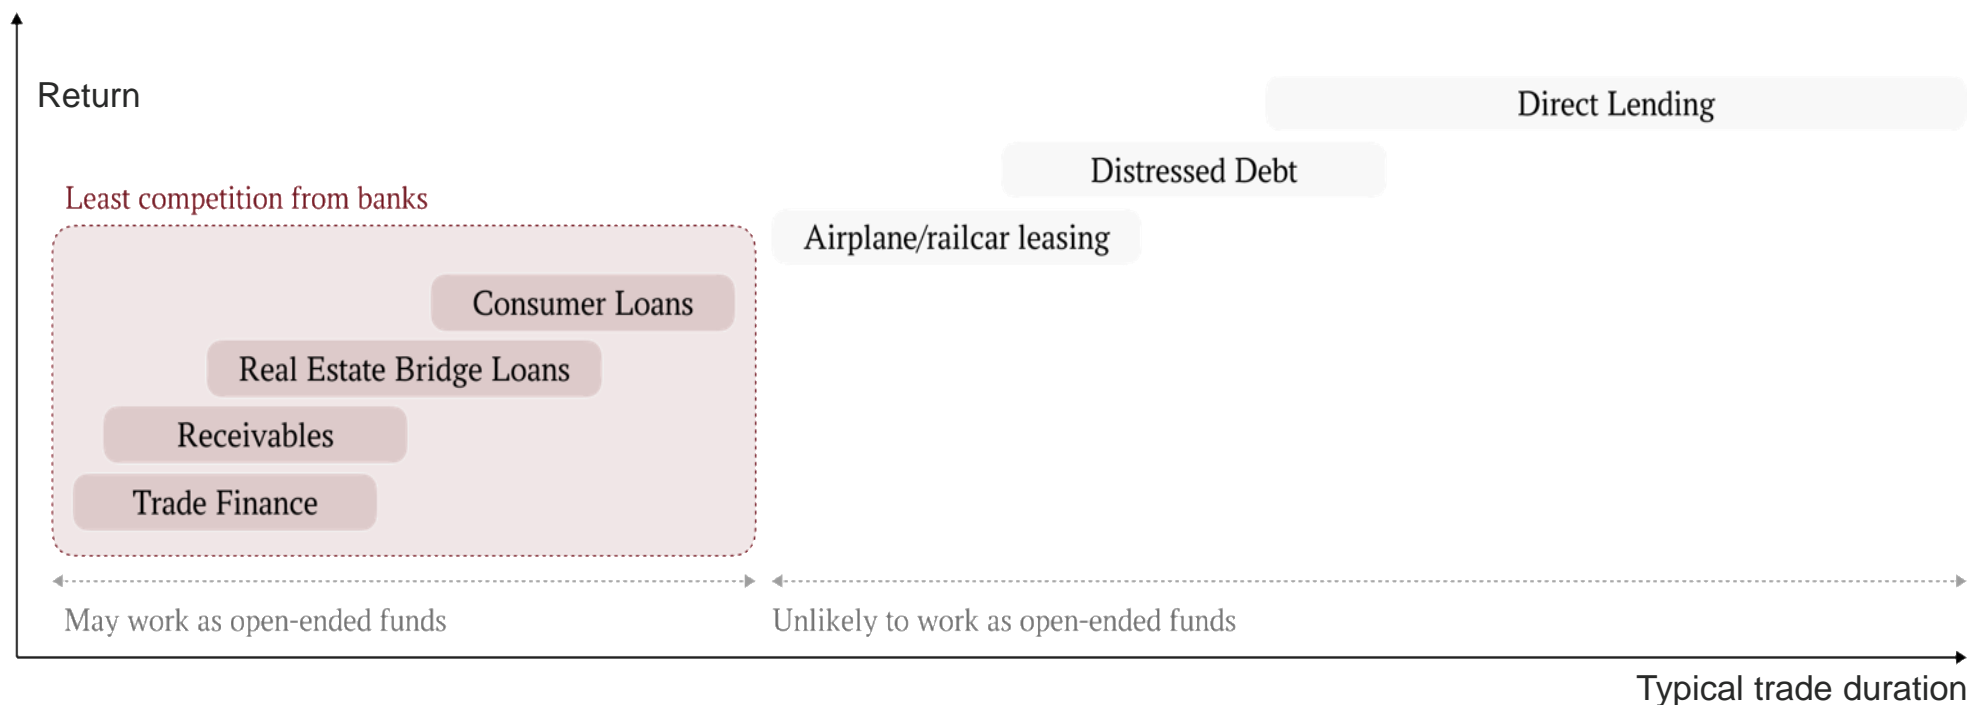 Return
Direct Lending
Distressed Debt
Least competition from banks
Airplane/railcar leasing
Consumer Loans
Real Estate Bridge Loans
Receivables
Trade Finance
May work as open-ended funds
Unlikely to work as open-ended funds
Typical trade duration